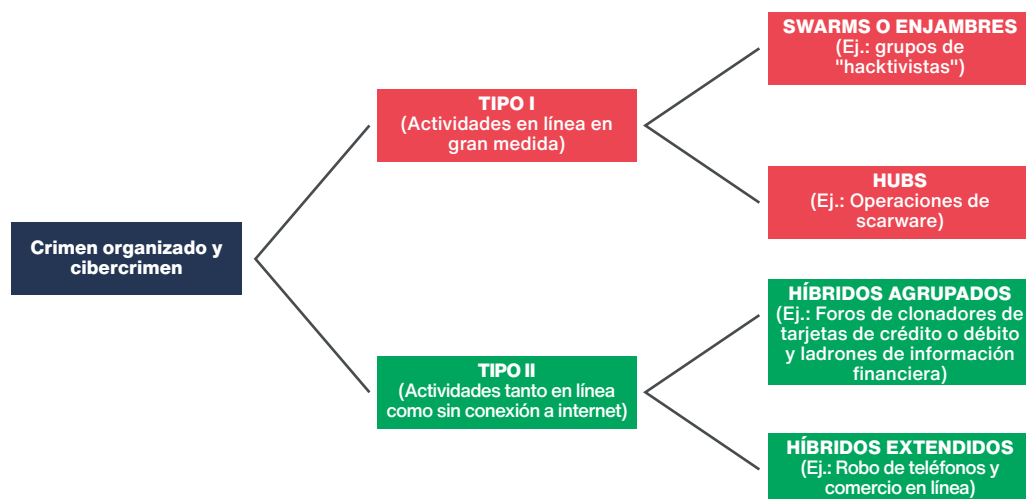 Crimen organizado y
cibercrimen
TIPO I
(Actividades en línea en
gran medida)
SWARMS O ENJAMBRES
(Ej.: grupos de
"hacktivistas")
HUBS
(Ej.: Operaciones de
scarware)
TIPO II
(Actividades tanto en línea
como sin conexión a internet)
HÍBRIDOS AGRUPADOS
(Ej.: Foros de clonadores de
tarjetas de crédito o débito
y ladrones de información
financiera)
HÍBRIDOS EXTENDIDOS
(Ej.: Robo de teléfonos y
comercio en línea)